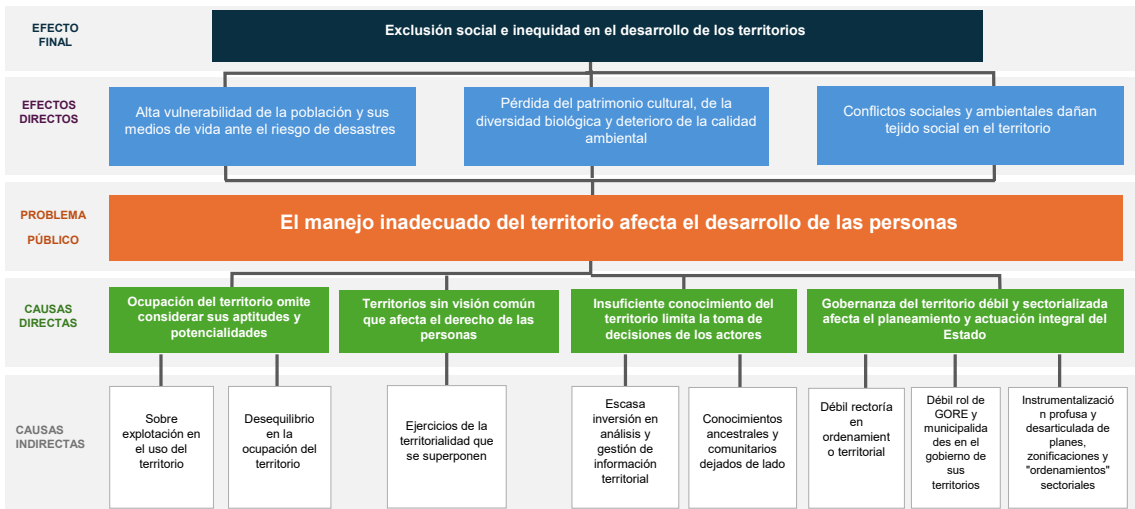 EFECTO
FINAL
Exclusión social e inequidad en el desarrollo de los territorios
EFECTOS
DIRECTOS
Alta vulnerabilidad de la población y sus
medios de vida ante el riesgo de desastres
Pérdida del patrimonio cultural, de la
diversidad biológica y deterioro de la calidad
ambiental
Conflictos sociales y ambientales dañan
tejido social en el territorio
PROBLEMA
PÚBLICO
El manejo inadecuado del territorio afecta el desarrollo de las personas
CAUSAS
DIRECTAS
Ocupación del territorio omite
considerar sus aptitudes y
potencialidades
Territorios sin visión común
que afecta el derecho de las
personas
Insuficiente conocimiento del
territorio limita la toma de
decisiones de los actores
Gobernanza del territorio débil y sectorializada
afecta el planeamiento y actuación integral del
Estado
CAUSAS
INDIRECTAS
Sobre
explotación en
el uso del
territorio
Desequilibrio
en la
ocupación del
territorio
Ejercicios de la
territorialidad que
se superponen
Escasa
inversión en
análisis y
gestión de
información
territorial
Conocimientos
ancestrales y
comunitarios
dejados de lado
Débil rectoría
en
ordenamient
o territorial
Débil rol de
GORE y
municipalida
des en el
gobierno de
sus
territorios
Instrumentalizació
n profusa y
desarticulada de
planes,
zonificaciones y
"ordenamientos"
sectoriales